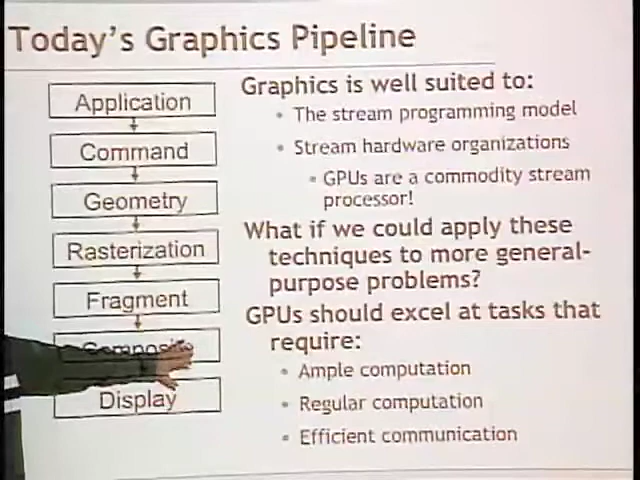 Today's Graphics Pipeline
Application
Command
Geometry
Rasterization
Fragment
Composite
Display
Graphics is well suited to:
The stream programming model
Stream hardware organizations
GPUs are a commodity stream
processor!
What if we could apply these
techniques to more general-
purpose problems?
GPUs should excel at tasks that
require:
Ample computation
Regular computation
Efficient communication